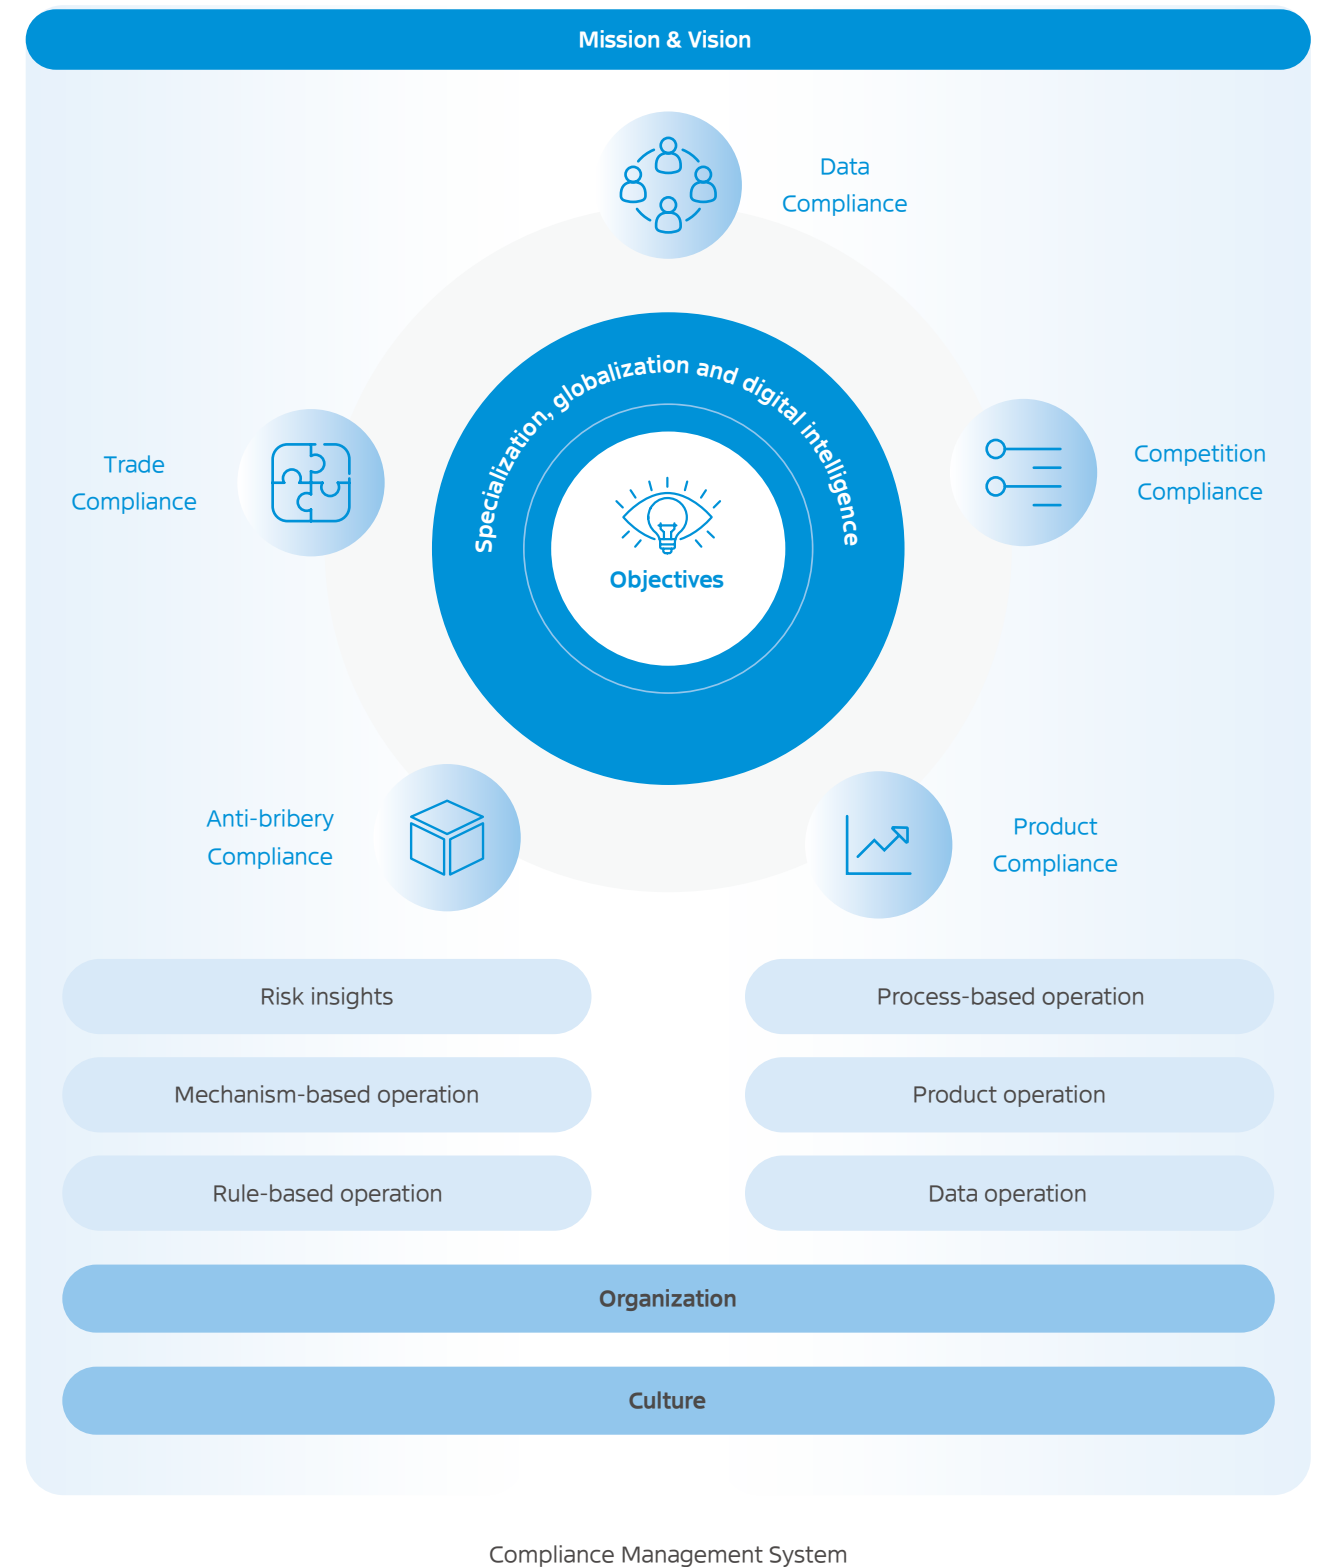 Mission & Vision
Data
Compliance
Specialization, globalization and digital intelligence
Objectives
Trade
Compliance
Competition
Compliance
Anti-bribery
Compliance
Product
Compliance
Risk insights
Process-based operation
Mechanism-based operation
Product operation
Rule-based operation
Data operation
Organization
Culture
Compliance Management System